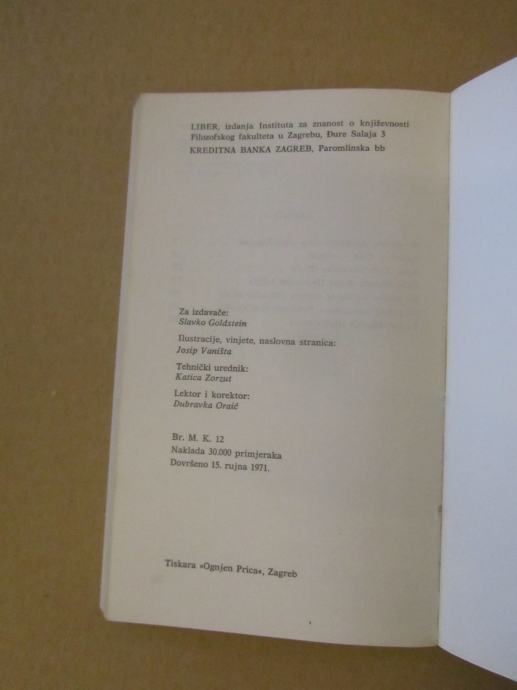 LIBER, izdanja Instituta za znanost o književnosti
Filozofskog fakulteta u Zagrebu, Đure Salaja 3
KREDITNA BANKA ZAGREB, Paromlinska bb
Za izdavače:
Slavko Goldstein
Ilustracije, vinjete, naslovna stranica:
Josip Vaništa
Tehnički urednik:
Katica Zorzut
Lektor i korektor:
Dubravka Oraić
Br. M. K. 12
Naklada 30.000 primjeraka
Dovršeno 15. rujna 1971.
Tiskara »Ognjen Prica«, Zagreb